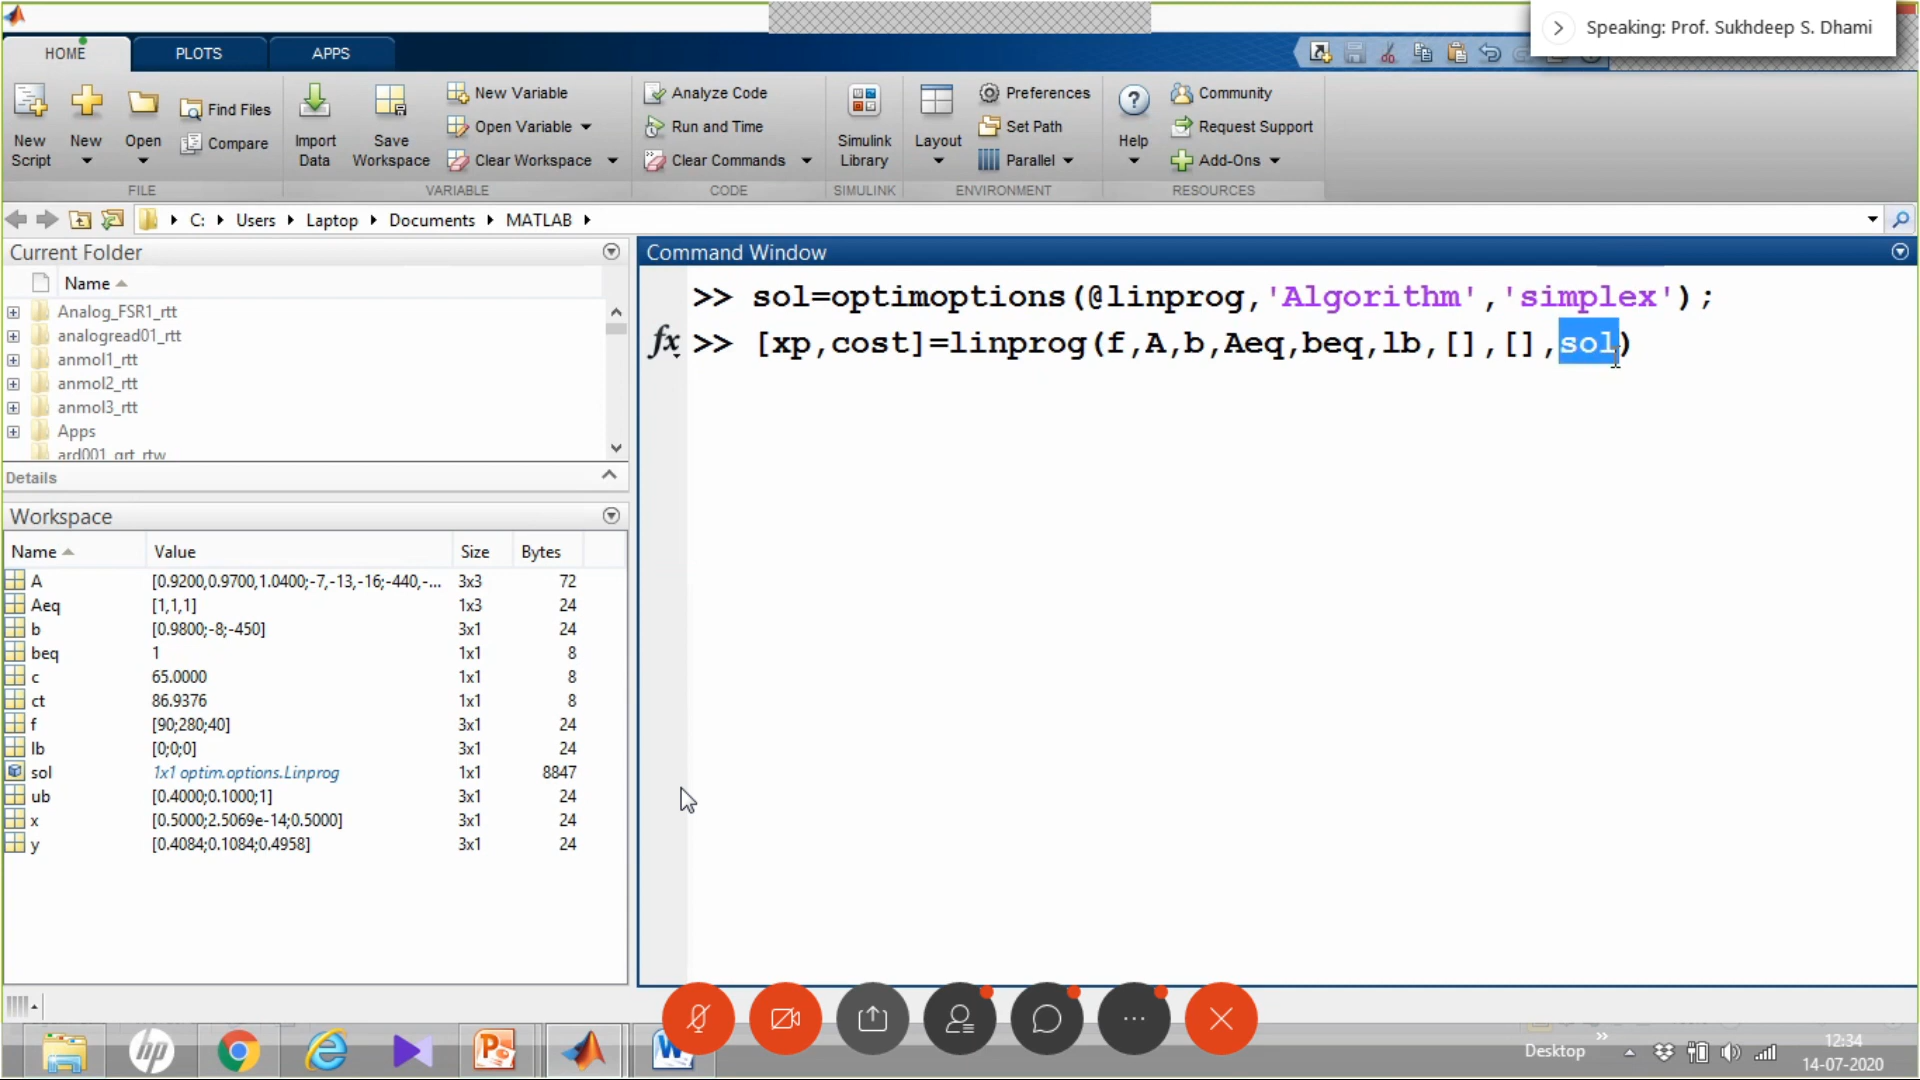 Speaking: Prof. Sukhdeep S. Dhami
HOME PLOTS APPS
New Script
New
Open
Find Files
Compare
FILE
Import Data
Save Workspace
New Variable
Open Variable
Clear Workspace
VARIABLE
Analyze Code
Run and Time
Clear Commands
CODE
Simulink Library
SIMULINK
Layout
Preferences
Set Path
Parallel
ENVIRONMENT
Help
Community
Request Support
Add-Ons
RESOURCES
C: Users Laptop Documents MATLAB
Current Folder
Name
Analog_FSR1_rtt
analogread01_rtt
anmol1_rtt
anmol2_rtt
anmol3_rtt
Apps
ard001_grt_rtw
Details
Workspace
Name Value Size Bytes
A [0.9200,0.9700,1.0400;-7,-13,-16;-440,-... 3x3 72
Aeq [1,1,1] 1x3 24
b [0.9800;-8;-450] 3x1 24
beq 1 1x1 8
c 65.0000 1x1 8
ct 86.9376 1x1 8
f [90;280;40] 3x1 24
lb [0;0;0] 3x1 24
sol 1x1 optim.options.Linprog 1x1 8847
ub [0.4000;0.1000;1] 3x1 24
x [0.5000;2.5069e-14;0.5000] 3x1 24
y [0.4084;0.1084;0.4958] 3x1 24
Command Window
>> sol=optimoptions(@linprog,'Algorithm','simplex');
fx >> [xp,cost]=linprog(f,A,b,Aeq,beq,lb,[],[],sol)
Desktop
12:34
14-07-2020